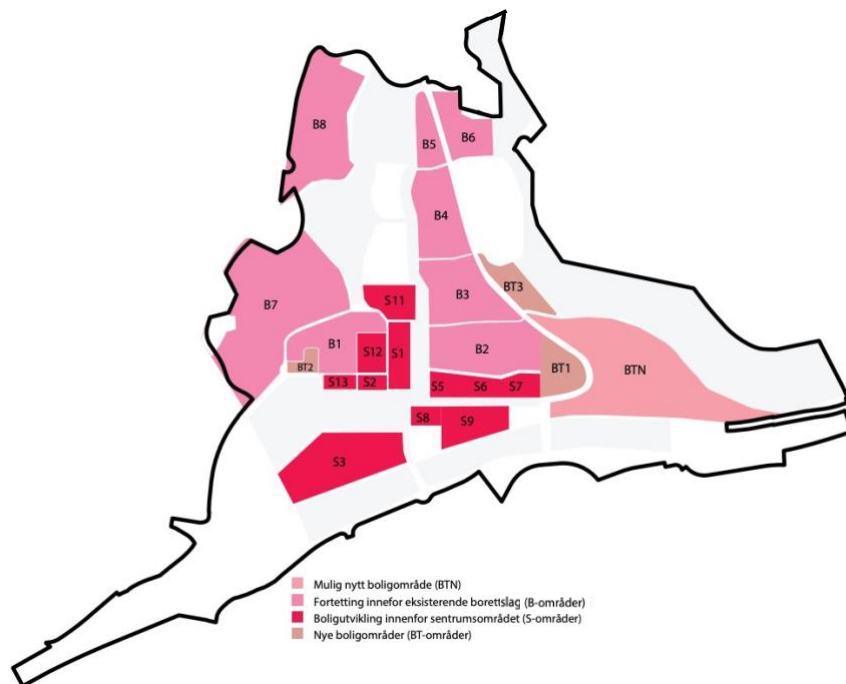 B8
B5
B6
B4
B7
S11
B3
BT3
B1
S12
S1
B2
BT2
BT1
BTN
S13
S2
S5
S6
S7
S8
S9
S3
Mulig nytt boligområde (BTN)
Fortetting innefor eksisterende borettslag (B-områder)
Boligutvikling innenfor sentrumsområdet (S-områder)
Nye boligområder (BT-områder)